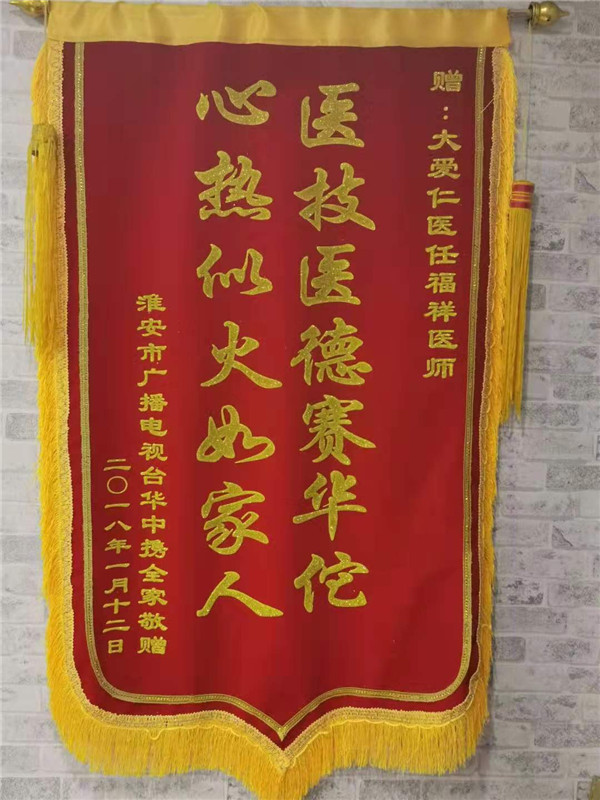 赠：大爱仁医任福祥医师
医技医德赛华佗
心热似火如家人
淮安市广播电视台华中携全家敬赠
二〇一八年一月十二日